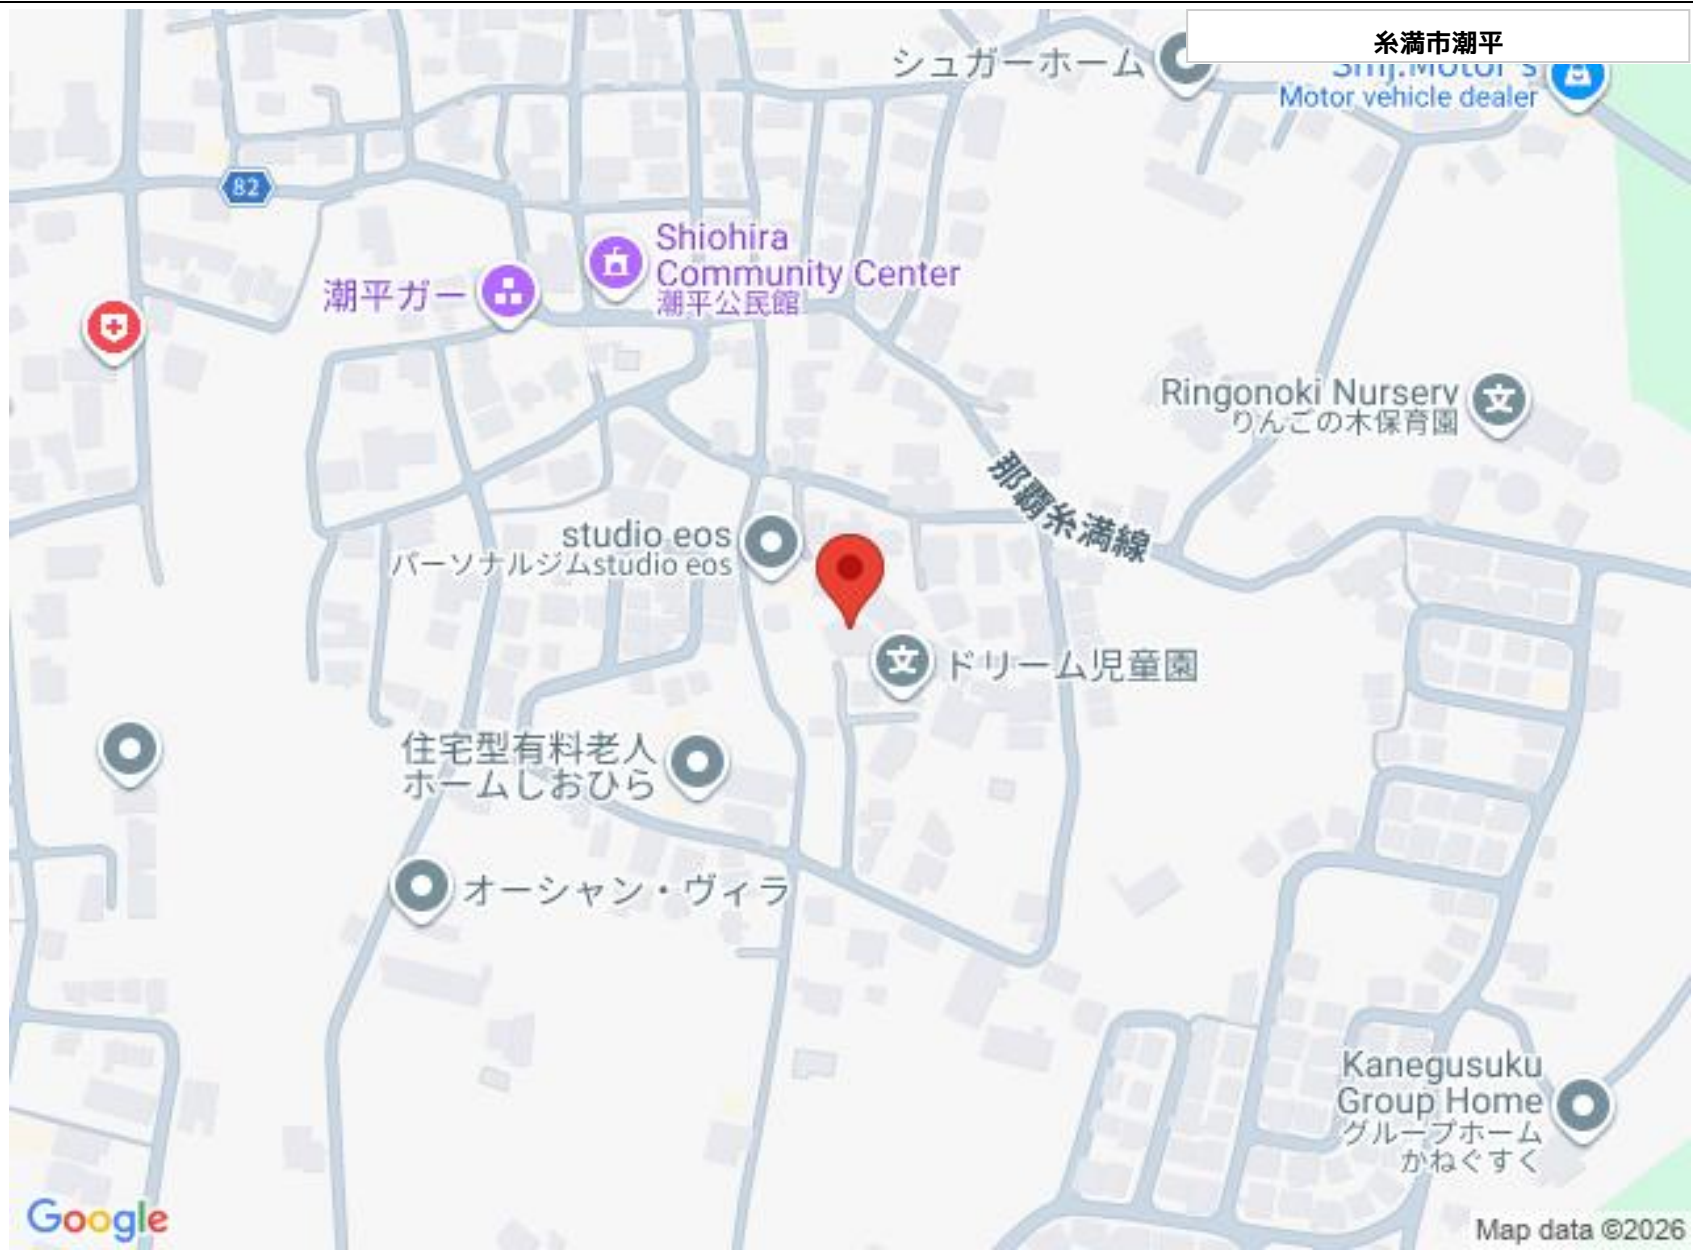 糸満市潮平
シュガーホーム
Smj.Motor's
Motor vehicle dealer
82
Shiohira
Community Center
潮平公民館
潮平ガー
Ringonoki Nurserv
りんごの木保育園
那覇糸満線
studio eos
パーソナルジムstudio eos
ドリーム児童園
住宅型有料老人
ホームしおひら
オーシャン・ヴィラ
Kanegusuku
Group Home
グループホーム
かねぐすく
Google
Map data ©2026